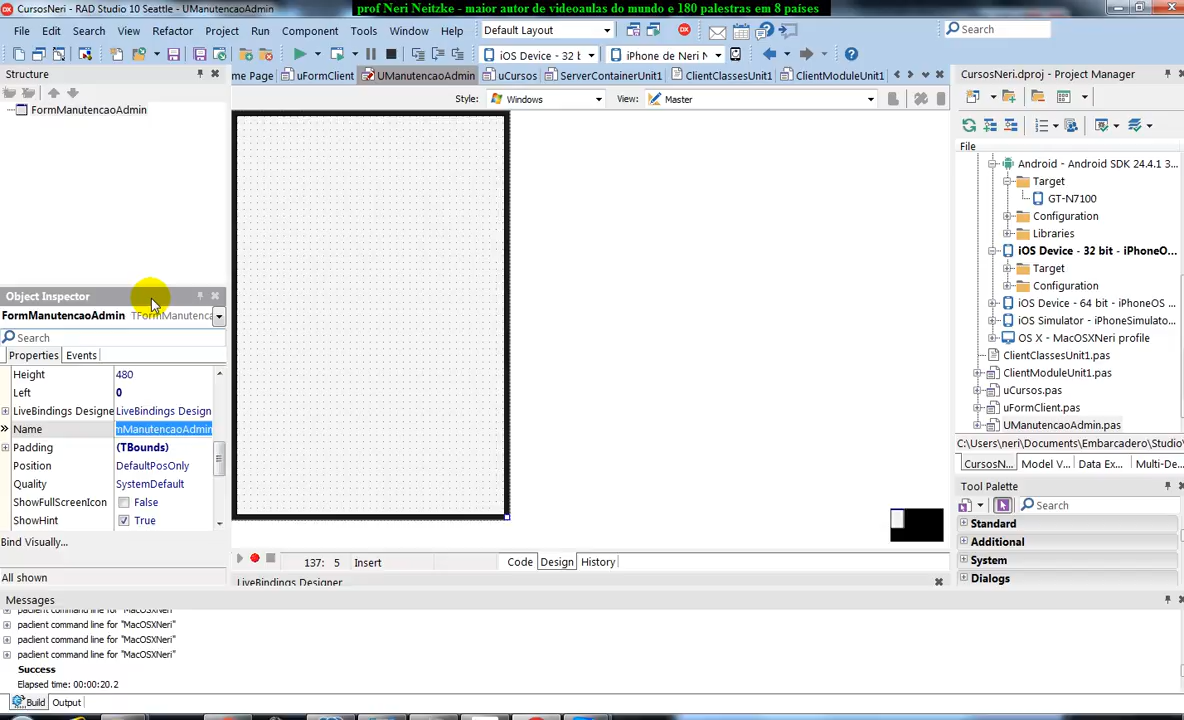 CursosNeri - RAD Studio 10 Seattle - UManutencaoAdmin
prof Neri Neitzke - maior autor de videoaulas do mundo e 180 palestras em 8 países
File Edit Search View Refactor Project Run Component Tools Window Help
Default Layout
Search
iOS Device - 32 b
iPhone de Neri N
Structure
me Page uFormClient UManutencaoAdmin uCursos ServerContainerUnit1 ClientClassesUnit1 ClientModuleUnit1
CursosNeri.dproj - Project Manager
Style: Windows View: Master
FormManutencaoAdmin
File
Android - Android SDK 24.4.1 3...
Target
GT-N7100
Configuration
Libraries
iOS Device - 32 bit - iPhoneO...
Target
Configuration
iOS Device - 64 bit - iPhoneOS ...
iOS Simulator - iPhoneSimulato...
OS X - MacOSXNeri profile
ClientClassesUnit1.pas
ClientModuleUnit1.pas
uCursos.pas
uFormClient.pas
UManutencaoAdmin.pas
C:\Users\neri\Documents\Embarcadero\Studio\
CursosN... Model V... Data Ex... Multi-De...
Object Inspector
FormManutencaoAdmin TFormManutenca
Search
Properties Events
Height 480
Left 0
LiveBindings Designe LiveBindings Design
Name mManutencaoAdmin
Padding (TBounds)
Position DefaultPosOnly
Quality SystemDefault
ShowFullScreenIcon False
ShowHint True
Bind Visually...
All shown
137: 5 Insert Code Design History
LiveBindings Designer
Tool Palette
Search
Standard
Additional
System
Dialogs
Messages
paclient command line for "MacOSXNeri"
paclient command line for "MacOSXNeri"
paclient command line for "MacOSXNeri"
paclient command line for "MacOSXNeri"
Success
Elapsed time: 00:00:20.2
Build Output